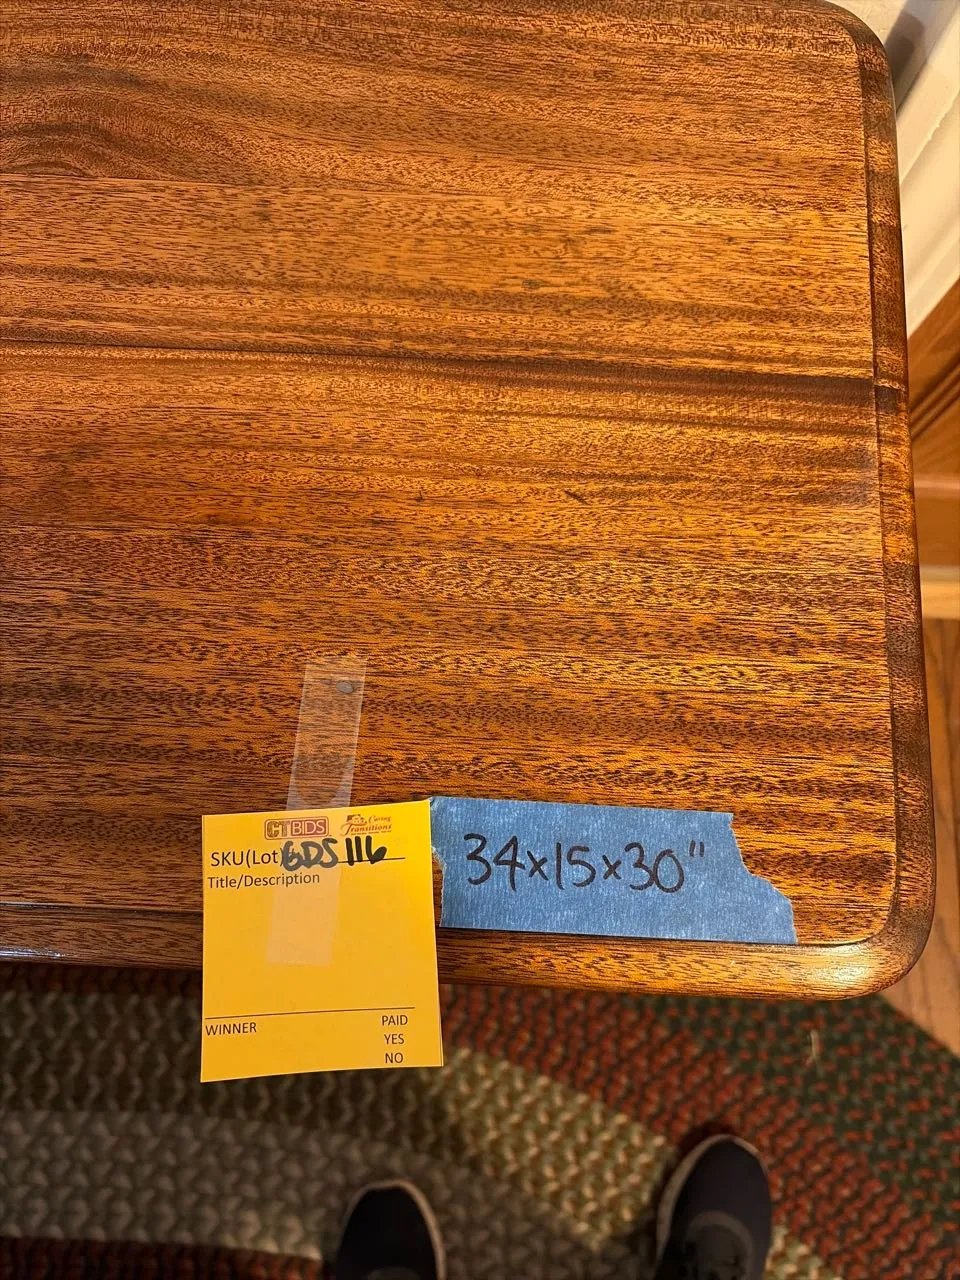 CTBIDS
Caring Transitions
SKU(Lot) GDS 116
Title/Description
34x15x30"
WINNER
PAID
YES
NO